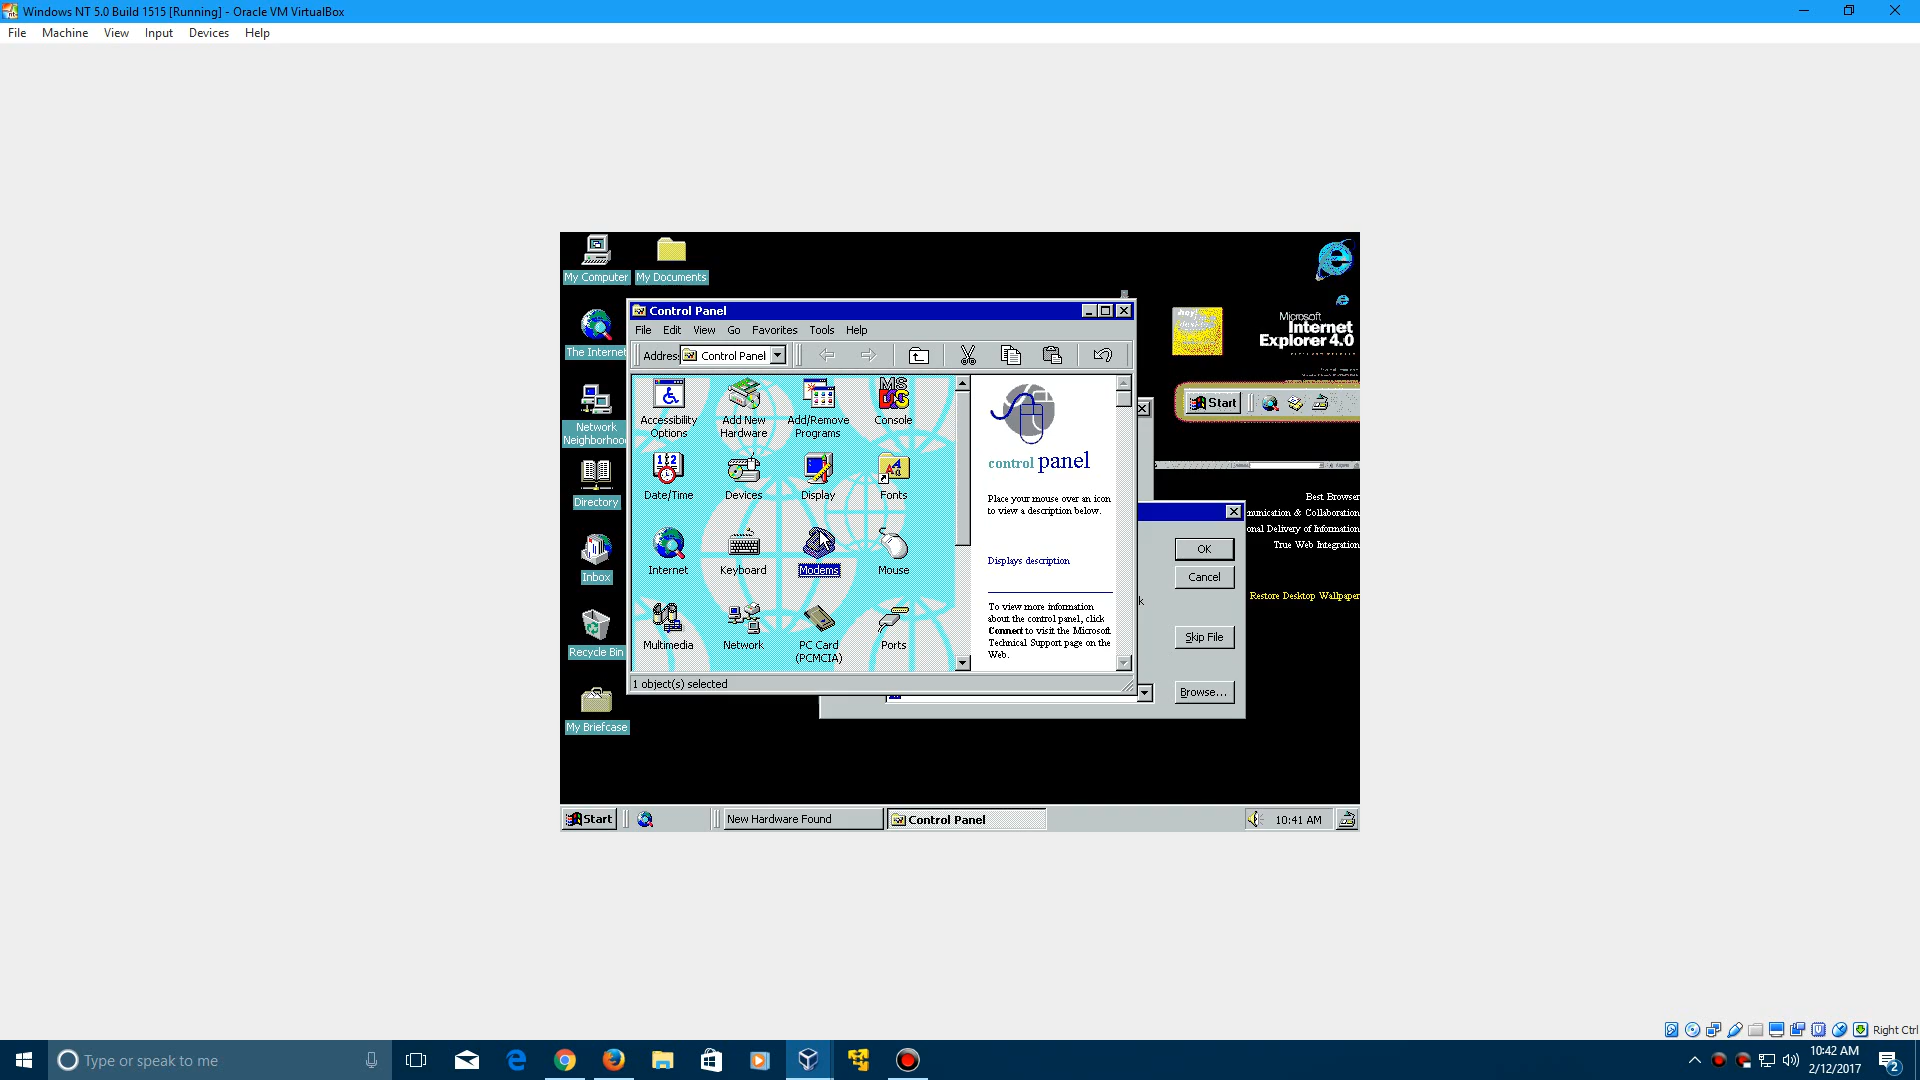 Windows NT 5.0 Build 1515 [Running] - Oracle VM VirtualBox
File Machine View Input Devices Help
My Computer
My Documents
The Internet
Network
Neighborhood
Directory
Inbox
Recycle Bin
My Briefcase
Control Panel
File Edit View Go Favorites Tools Help
Address Control Panel
Accessibility
Options
Add New
Hardware
Add/Remove
Programs
Console
Date/Time
Devices
Display
Fonts
Internet
Keyboard
Modems
Mouse
Multimedia
Network
PC Card
(PCMCIA)
Ports
control panel
Place your mouse over an icon
to view a description below.
Displays description
To view more information
about the control panel, click
Connect to visit the Microsoft
Technical Support page on the
Web.
1 object(s) selected
Microsoft
Internet
Explorer 4.0
Start
Best Browser
munication & Collaboration
onal Delivery of Information
True Web Integration
Restore Desktop Wallpaper
OK
Cancel
k
Skip File
Browse...
Start
New Hardware Found
Control Panel
10:41 AM
Right Ctrl
Type or speak to me
10:42 AM
2/12/2017
2